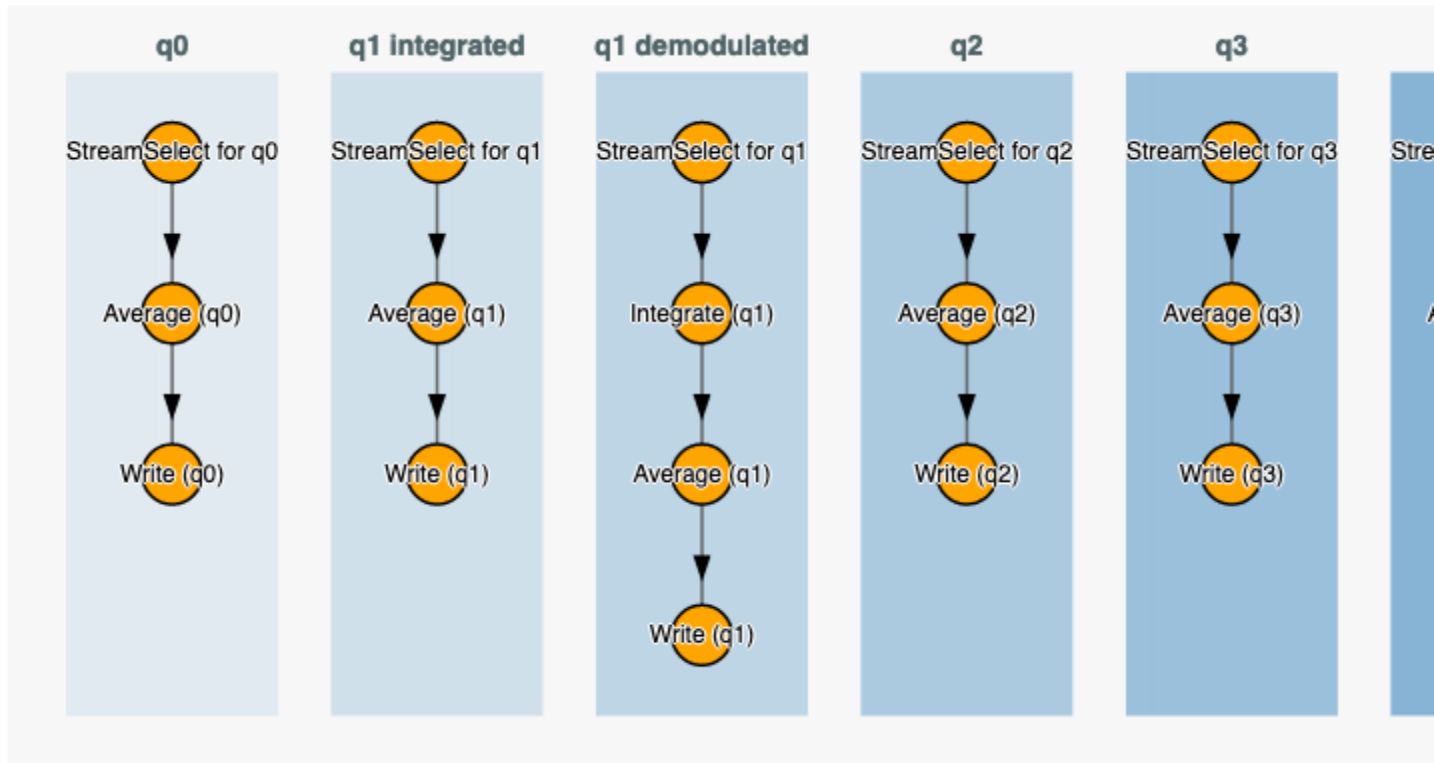 q0
q1 integrated
q1 demodulated
q2
q3
StreamSelect for q0
StreamSelect for q1
StreamSelect for q1
StreamSelect for q2
StreamSelect for q3
Stre
Average (q0)
Average (q1)
Integrate (q1)
Average (q2)
Average (q3)
Write (q0)
Write (q1)
Average (q1)
Write (q2)
Write (q3)
Write (q1)